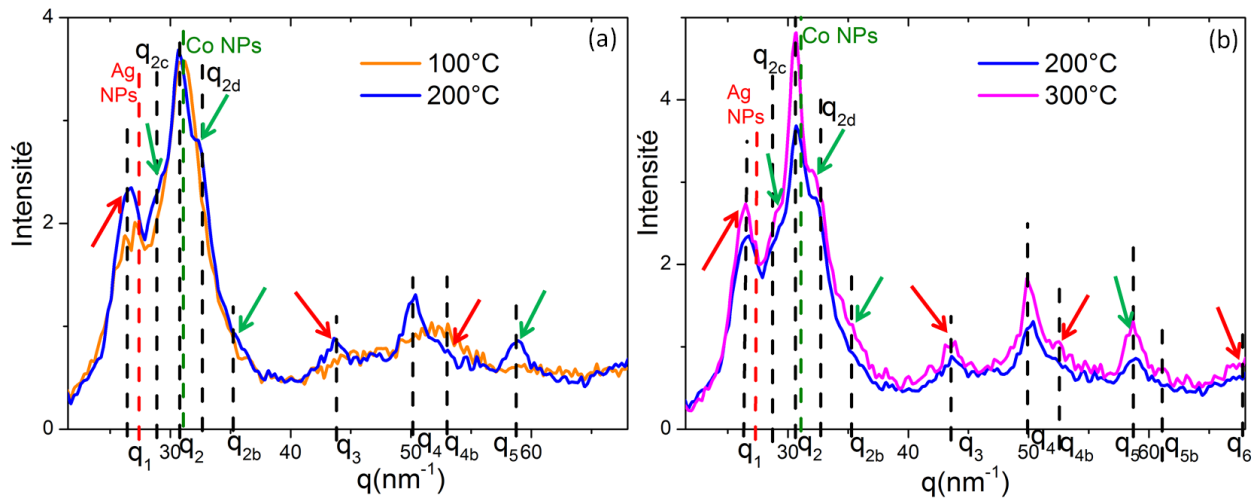 (a)
Intensité
4
2
0
Ag
NPs
q2c
Co NPs
q2d
100°C
200°C
30
40
50
60
q1
q2
q2b
q3
q4
q4b
q5
q(nm-1)
(b)
Intensité
4
2
0
Ag
NPs
q2c
Co NPs
q2d
200°C
300°C
30
40
50
60
q1
q2
q2b
q3
q4
q4b
q5
q5b
q6
q(nm-1)